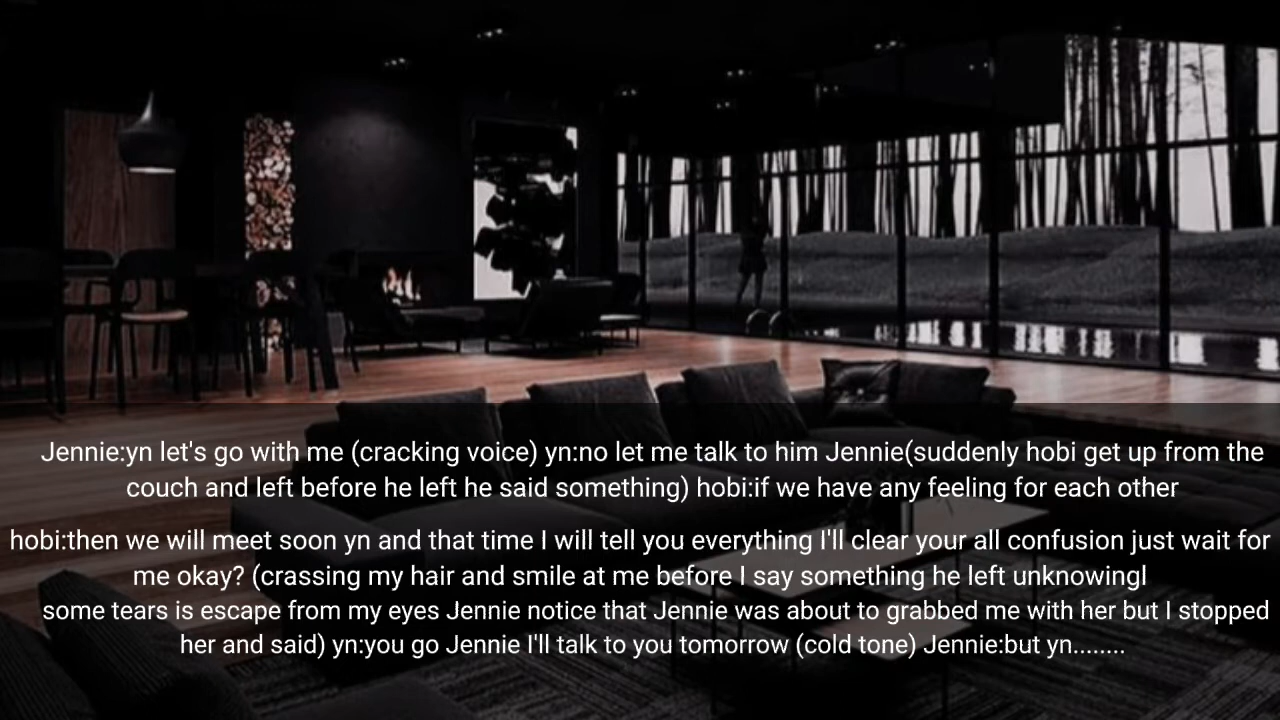 Jennie:yn let's go with me (cracking voice) yn:no let me talk to him Jennie(suddenly hobi get up from the
couch and left before he left he said something) hobi:if we have any feeling for each other
hobi:then we will meet soon yn and that time I will tell you everything I'll clear your all confusion just wait for
me okay? (crassing my hair and smile at me before I say something he left unknowingl
some tears is escape from my eyes Jennie notice that Jennie was about to grabbed me with her but I stopped
her and said) yn:you go Jennie I'll talk to you tomorrow (cold tone) Jennie:but yn........